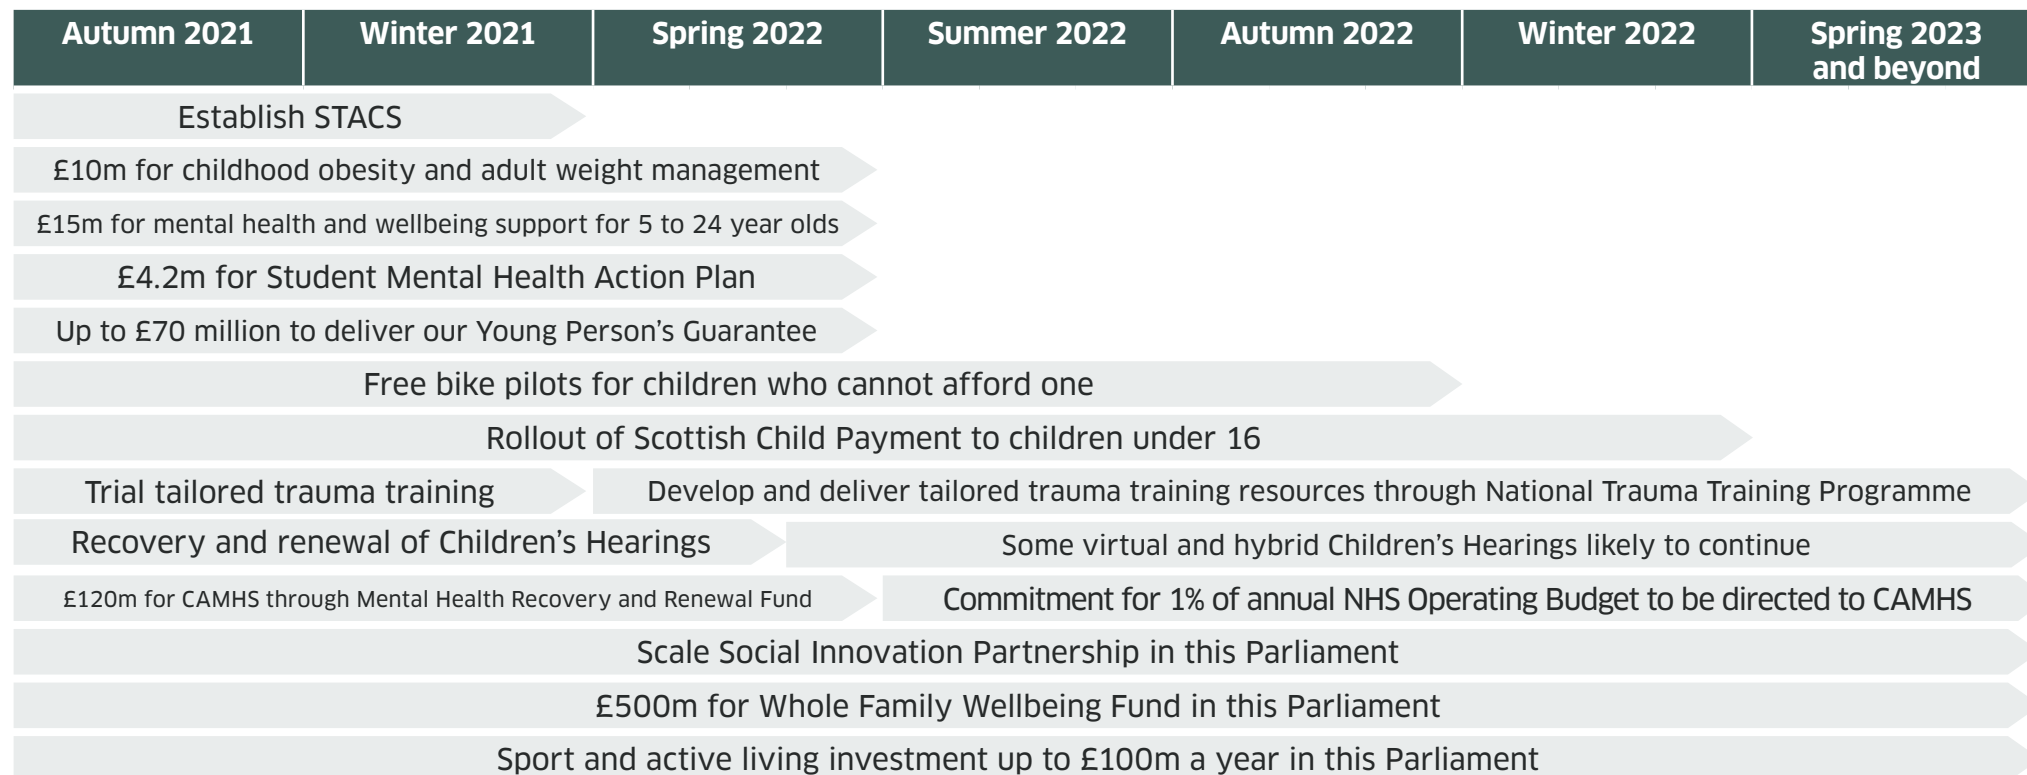 Autumn 2021
Winter 2021
Spring 2022
Summer 2022
Autumn 2022
Winter 2022
Spring 2023
and beyond
Establish STACS
£10m for childhood obesity and adult weight management
£15m for mental health and wellbeing support for 5 to 24 year olds
£4.2m for Student Mental Health Action Plan
Up to £70 million to deliver our Young Person’s Guarantee
Free bike pilots for children who cannot afford one
Rollout of Scottish Child Payment to children under 16
Trial tailored trauma training
Develop and deliver tailored trauma training resources through National Trauma Training Programme
Recovery and renewal of Children’s Hearings
Some virtual and hybrid Children’s Hearings likely to continue
£120m for CAMHS through Mental Health Recovery and Renewal Fund
Commitment for 1% of annual NHS Operating Budget to be directed to CAMHS
Scale Social Innovation Partnership in this Parliament
£500m for Whole Family Wellbeing Fund in this Parliament
Sport and active living investment up to £100m a year in this Parliament